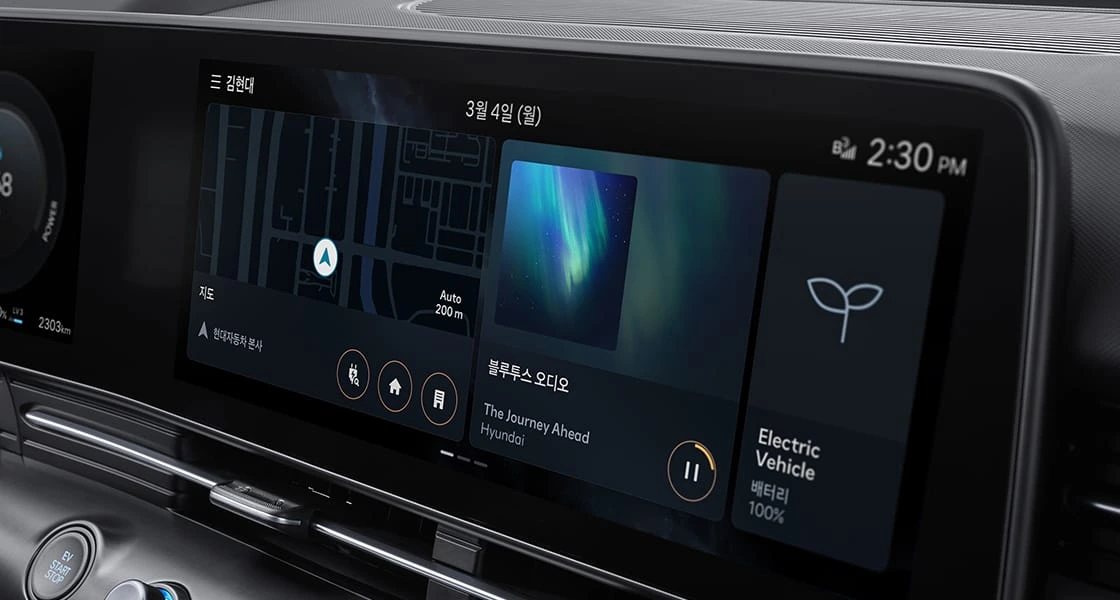 김현대
3월 4일 (월)
2:30 PM
지도
Auto
200 m
현대자동차 본사
블루투스 오디오
The Journey Ahead
Hyundai
Electric
Vehicle
배터리
100%
POWER
2303km
EV
START
STOP